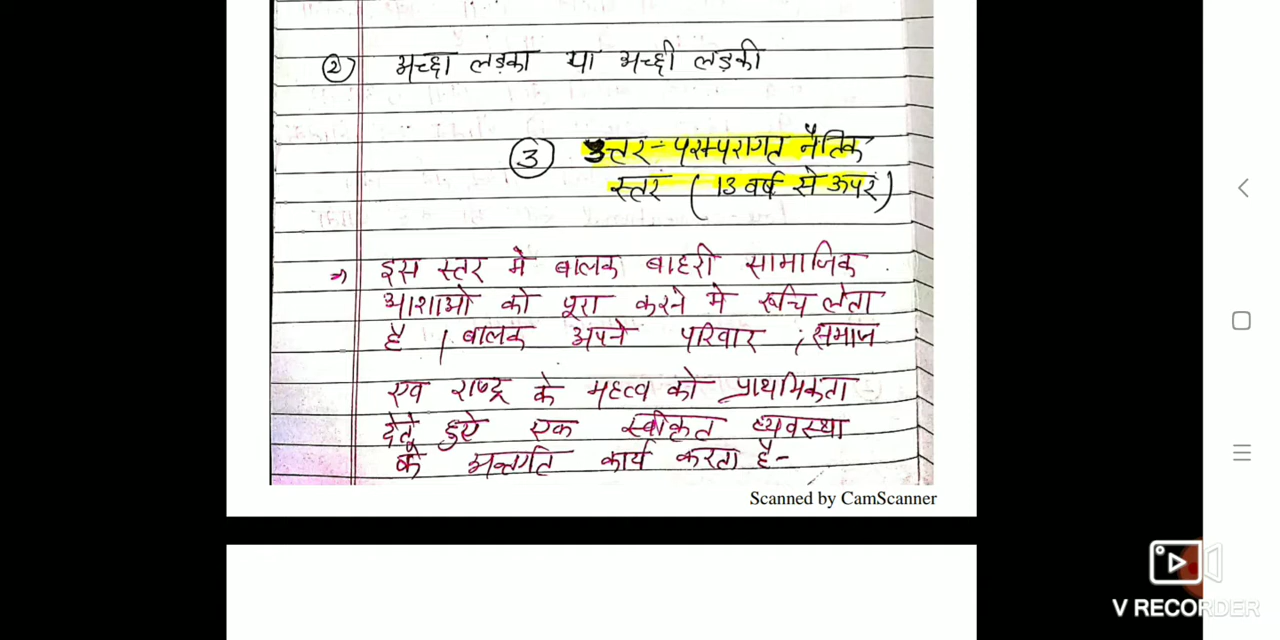 ② अच्छा लड़का या अच्छी लड़की
③ उत्तर-परम्परागत नैतिक
स्तर (13 वर्ष से ऊपर)
⇒ इस स्तर मे बालक बाहरी सामाजिक
आशाओ को पूरा करने मे रूचि लेता
है । बालक अपने परिवार , समाज
एव राष्ट्र के महत्व को प्राथमिकता
देते हुऐ एक स्वीकृत व्यवस्था
के अन्तर्गत कार्य करता है-
Scanned by CamScanner
V RECORDER